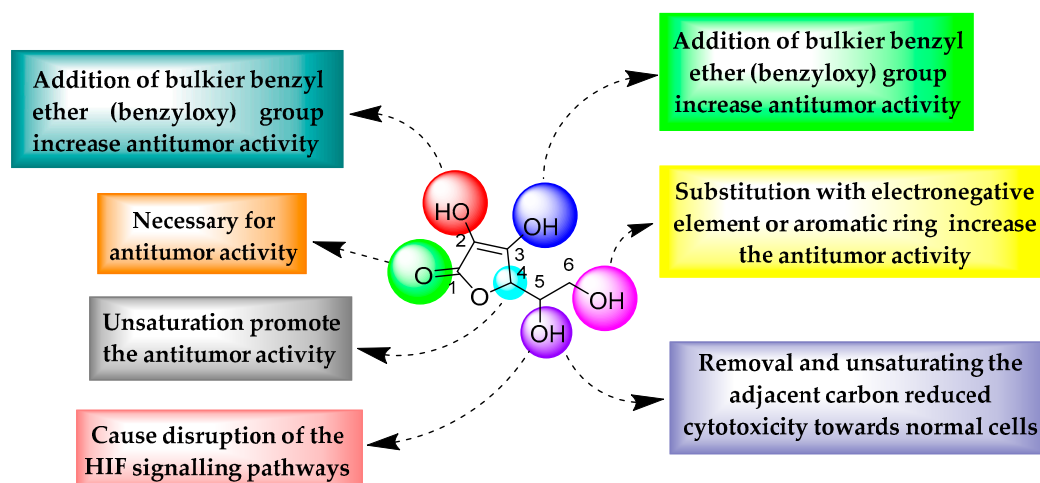 Addition of bulkier benzyl
ether (benzyloxy) group
increase antitumor activity
Addition of bulkier benzyl
ether (benzyloxy) group
increase antitumor activity
Necessary for
antitumor activity
Substitution with electronegative
element or aromatic ring increase
the antitumor activity
HO
OH
2
3
O
1
O
4
5
6
OH
OH
Unsaturation promote
the antitumor activity
Removal and unsaturating the
adjacent carbon reduced
cytotoxicity towards normal cells
Cause disruption of the
HIF signalling pathways